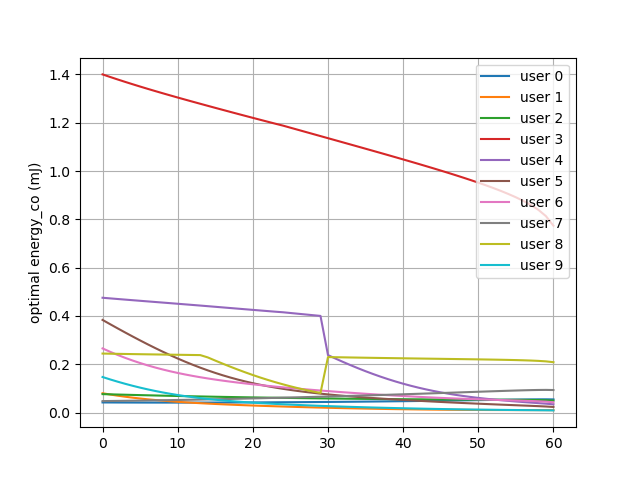 optimal energy_co (mJ)
1.4
1.2
1.0
0.8
0.6
0.4
0.2
0.0
0 10 20 30 40 50 60
user 0
user 1
user 2
user 3
user 4
user 5
user 6
user 7
user 8
user 9